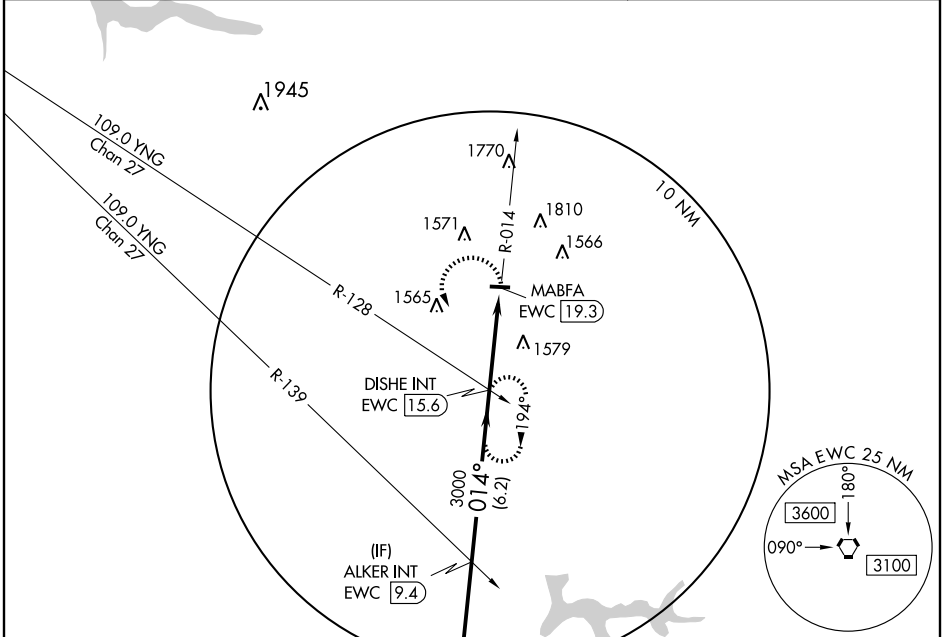 1945
109.0 YNG
Chan 27
1770
10 NM
109.0 YNG
Chan 27
R-014
1810
1571
1566
R-128
1565
MABFA
EWC 19.3
1579
R-139
DISHE INT
EWC 15.6
194°
MSA EWC 25 NM
180°
3000
014°
(6.2)
3600
090°
3100
(IF)
ALKER INT
EWC 9.4